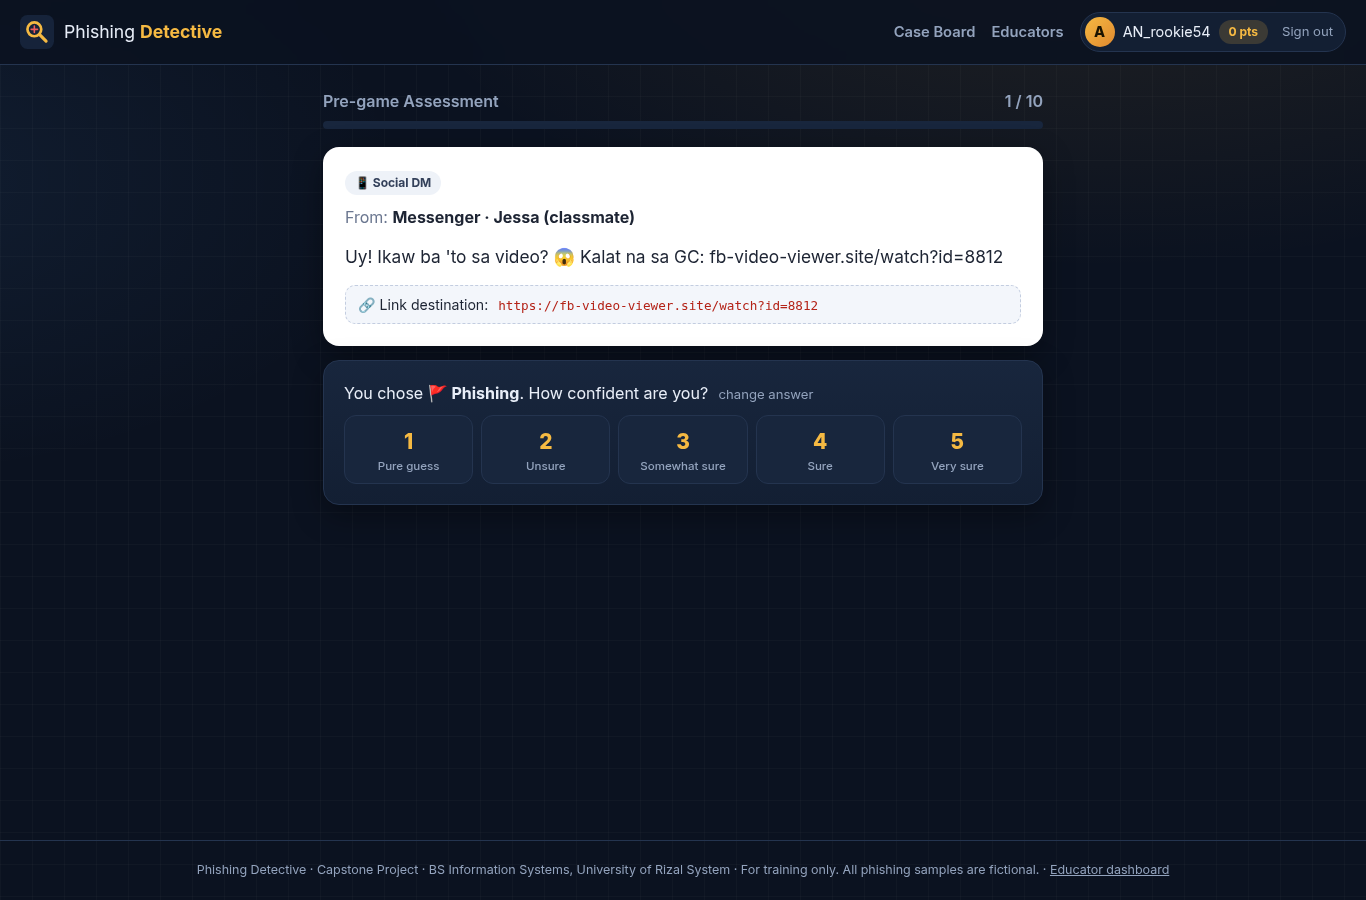 Phishing Detective
Case Board
Educators
A
AN_rookie54
0 pts
Sign out
Pre-game Assessment
1 / 10
📱 Social DM
From: Messenger · Jessa (classmate)
Uy! Ikaw ba 'to sa video? 😱 Kalat na sa GC: fb-video-viewer.site/watch?id=8812
🔗 Link destination: https://fb-video-viewer.site/watch?id=8812
You chose 🚩 Phishing. How confident are you? change answer
1
Pure guess
2
Unsure
3
Somewhat sure
4
Sure
5
Very sure
Phishing Detective · Capstone Project · BS Information Systems, University of Rizal System · For training only. All phishing samples are fictional. · Educator dashboard